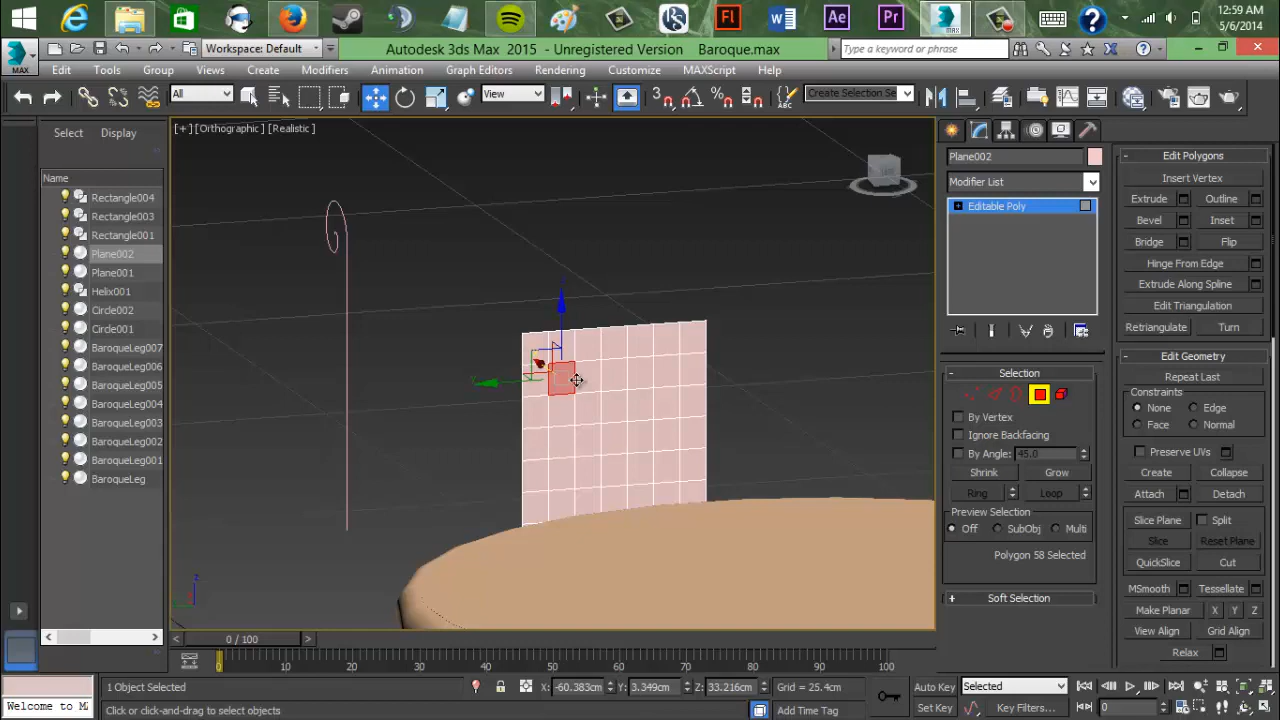 12:59 AM
5/6/2014
Workspace: Default
Autodesk 3ds Max 2015 - Unregistered Version Baroque.max
Type a keyword or phrase
MAX
Edit Tools Group Views Create Modifiers Animation Graph Editors Rendering Customize MAXScript Help
All
View
Create Selection Se
Select Display
Name
Rectangle004
Rectangle003
Rectangle001
Plane002
Plane001
Helix001
Circle002
Circle001
BaroqueLeg007
BaroqueLeg006
BaroqueLeg005
BaroqueLeg004
BaroqueLeg003
BaroqueLeg002
BaroqueLeg001
BaroqueLeg
[+] [Orthographic ] [Realistic ]
Plane002
Modifier List
Editable Poly
Selection
By Vertex
Ignore Backfacing
By Angle: 45.0
Shrink Grow
Ring Loop
Preview Selection
Off SubObj Multi
Polygon 58 Selected
Soft Selection
Edit Polygons
Insert Vertex
Extrude Outline
Bevel Inset
Bridge Flip
Hinge From Edge
Extrude Along Spline
Edit Triangulation
Retriangulate Turn
Edit Geometry
Repeat Last
Constraints
None Edge
Face Normal
Preserve UVs
Create Collapse
Attach Detach
Slice Plane Split
Slice Reset Plane
QuickSlice Cut
MSmooth Tessellate
Make Planar X Y Z
View Align Grid Align
Relax
0 / 100
0 10 20 30 40 50 60 70 80 90 100
1 Object Selected
X: -60.383cm Y: 3.349cm Z: 33.216cm Grid = 25.4cm
Auto Key Selected
Welcome to M
Click or click-and-drag to select objects
Add Time Tag
Set Key Key Filters... 0